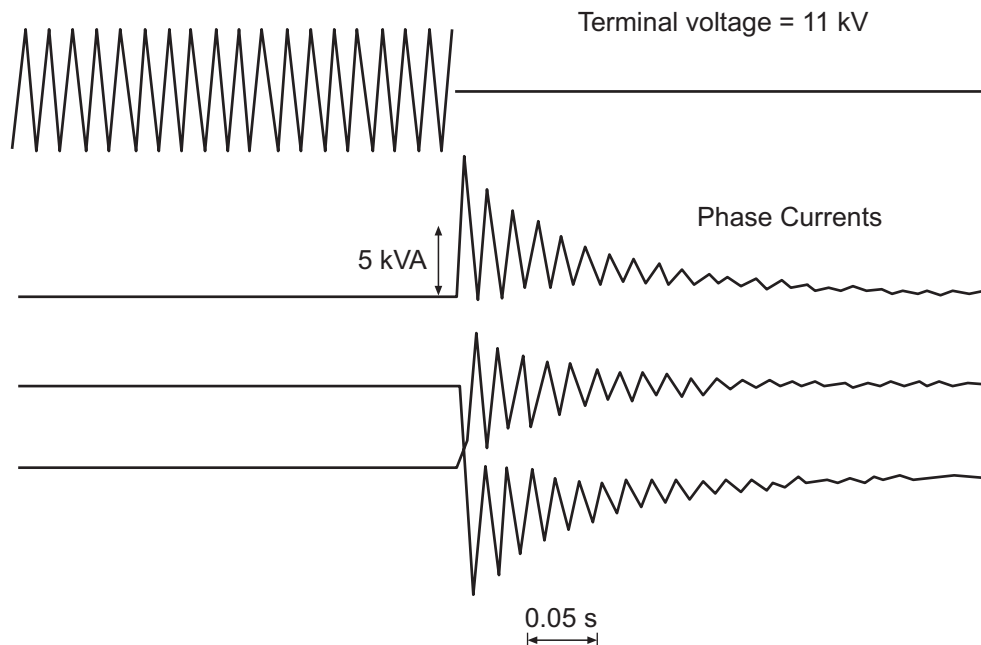 Terminal voltage = 11 kV
Phase Currents
5 kVA
0.05 s